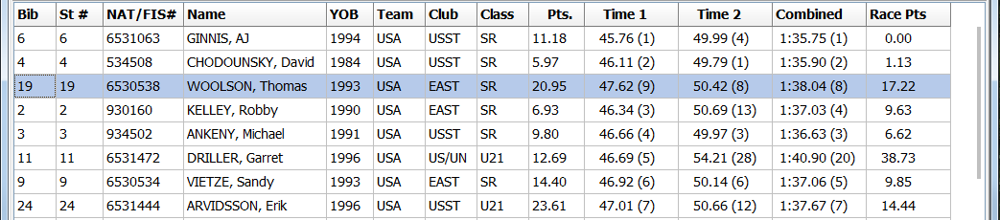 Bib St # NAT/FIS# Name YOB Team Club Class Pts. Time 1 Time 2 Combined Race Pts
6 6 6531063 GINNIS, AJ 1994 USA USST SR 11.18 45.76 (1) 49.99 (4) 1:35.75 (1) 0.00
4 4 534508 CHODOUNSKY, David 1984 USA USST SR 5.97 46.11 (2) 49.79 (1) 1:35.90 (2) 1.13
19 19 6530538 WOOLSON, Thomas 1993 USA EAST SR 20.95 47.62 (9) 50.42 (8) 1:38.04 (8) 17.22
2 2 930160 KELLEY, Robby 1990 USA EAST SR 6.93 46.34 (3) 50.69 (13) 1:37.03 (4) 9.63
3 3 934502 ANKENY, Michael 1991 USA USST SR 9.80 46.66 (4) 49.97 (3) 1:36.63 (3) 6.62
11 11 6531472 DRILLER, Garret 1996 USA US/UN U21 12.69 46.69 (5) 54.21 (28) 1:40.90 (20) 38.73
9 9 6530534 VIETZE, Sandy 1993 USA EAST SR 14.40 46.92 (6) 50.14 (6) 1:37.06 (5) 9.85
24 24 6531444 ARVIDSSON, Erik 1996 USA USST U21 23.61 47.01 (7) 50.66 (12) 1:37.67 (7) 14.44